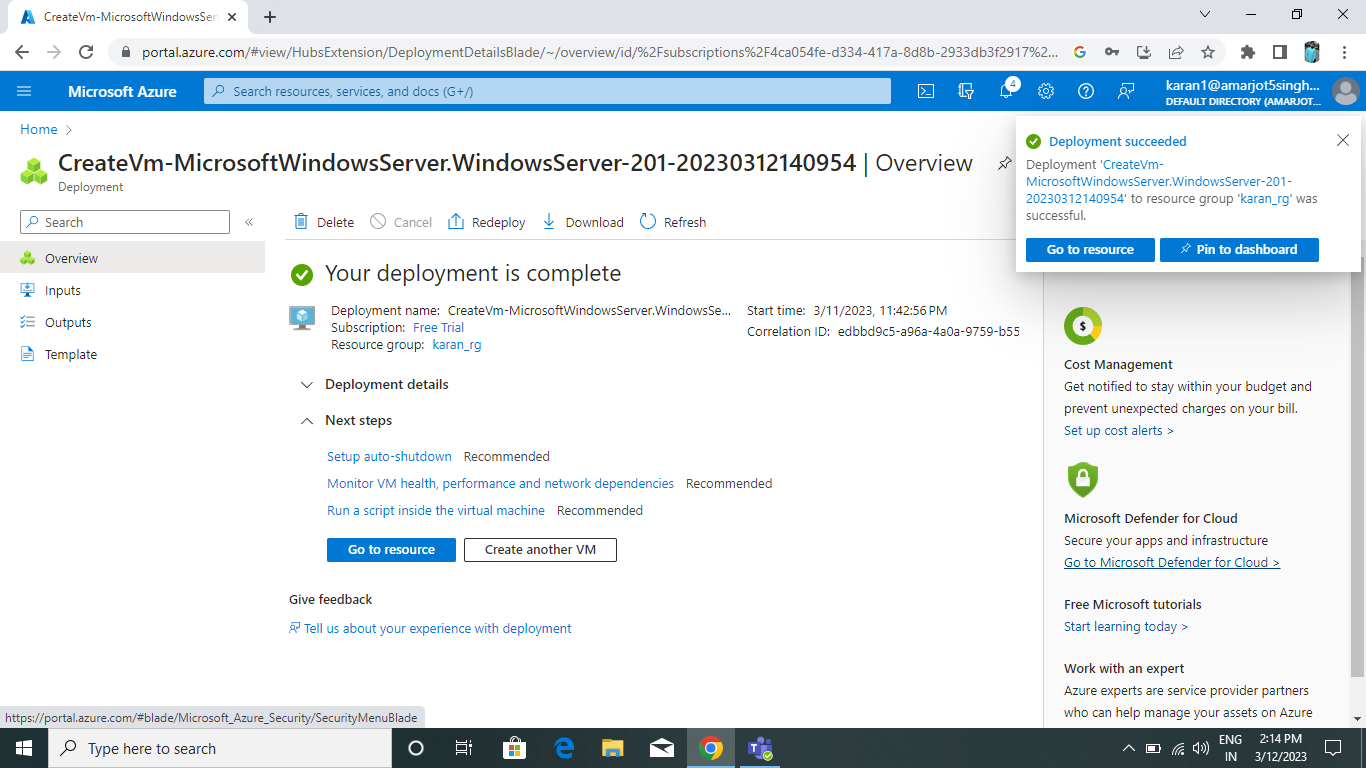 CreateVm-MicrosoftWindowsSer
portal.azure.com/#view/HubsExtension/DeploymentDetailsBlade/~/overview/id/%2Fsubscriptions%2F4ca054fe-d334-417a-8d8b-2933db3f2917%2...
Microsoft Azure
Search resources, services, and docs (G+/)
4
karan1@amarjot5singh...
DEFAULT DIRECTORY (AMARJOT...
Home
CreateVm-MicrosoftWindowsServer.WindowsServer-201-20230312140954 | Overview
Deployment
Deployment succeeded
Deployment 'CreateVm-
MicrosoftWindowsServer.WindowsServer-201-
20230312140954' to resource group 'karan_rg' was
successful.
Go to resource
Pin to dashboard
Search
Delete
Cancel
Redeploy
Download
Refresh
Overview
Inputs
Outputs
Template
Your deployment is complete
Deployment name: CreateVm-MicrosoftWindowsServer.WindowsSe...
Subscription: Free Trial
Resource group: karan_rg
Start time: 3/11/2023, 11:42:56 PM
Correlation ID: edbbd9c5-a96a-4a0a-9759-b55
Deployment details
Next steps
Setup auto-shutdown Recommended
Monitor VM health, performance and network dependencies Recommended
Run a script inside the virtual machine Recommended
Go to resource
Create another VM
Give feedback
Tell us about your experience with deployment
Cost Management
Get notified to stay within your budget and
prevent unexpected charges on your bill.
Set up cost alerts >
Microsoft Defender for Cloud
Secure your apps and infrastructure
Go to Microsoft Defender for Cloud >
Free Microsoft tutorials
Start learning today >
Work with an expert
Azure experts are service provider partners
who can help manage your assets on Azure
https://portal.azure.com/#blade/Microsoft_Azure_Security/SecurityMenuBlade
Type here to search
ENG
IN
2:14 PM
3/12/2023